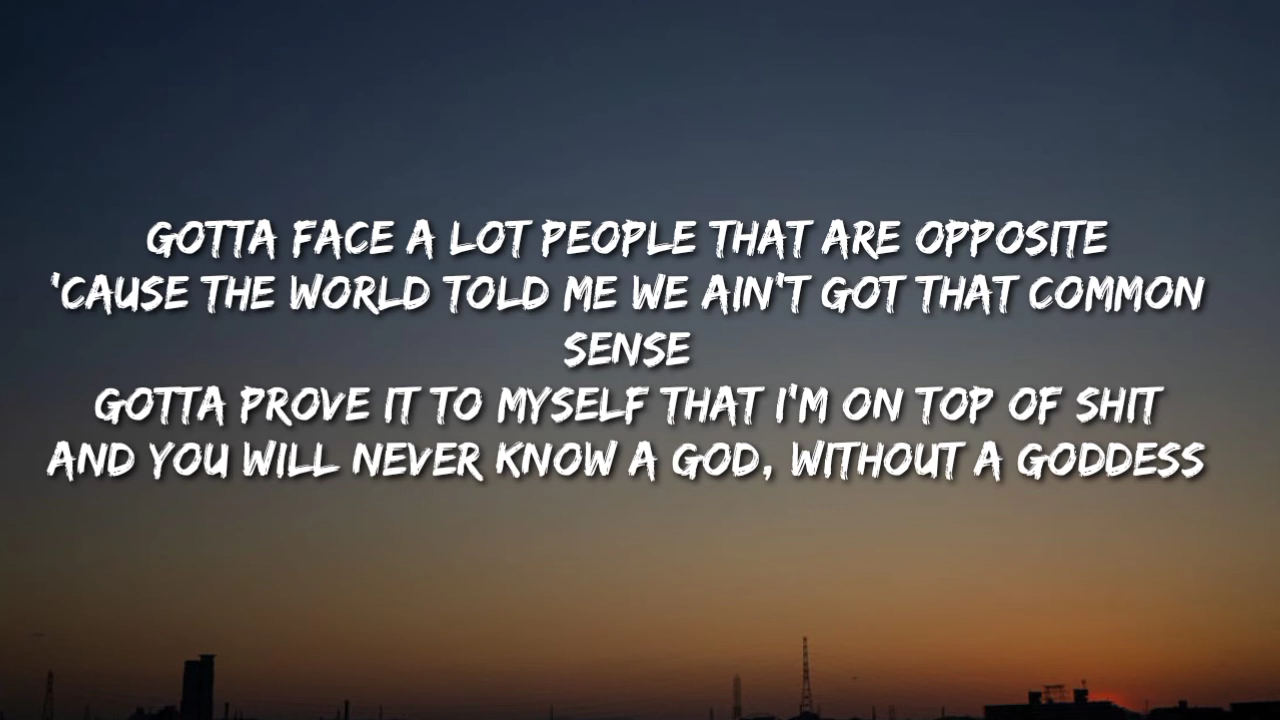 GOTTA FACE A LOT PEOPLE THAT ARE OPPOSITE
'CAUSE THE WORLD TOLD ME WE AIN'T GOT THAT COMMON
SENSE
GOTTA PROVE IT TO MYSELF THAT I'M ON TOP OF SHIT
AND YOU WILL NEVER KNOW A GOD, WITHOUT A GODDESS